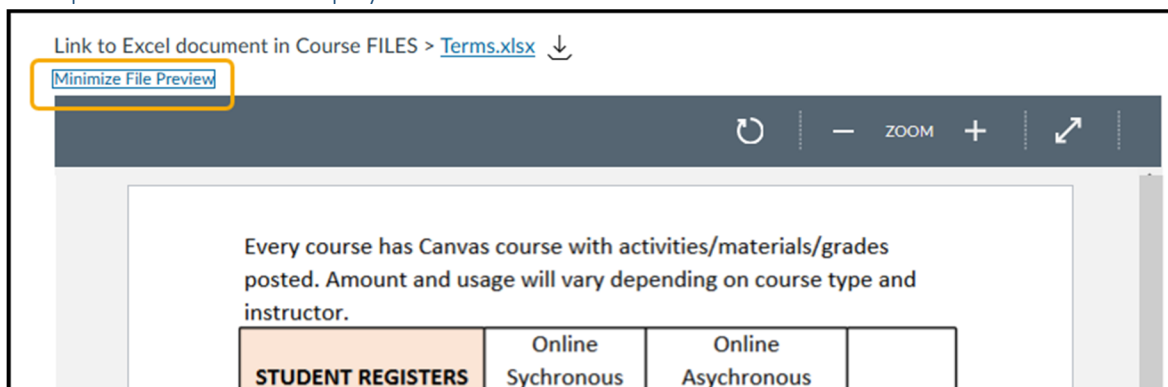 Link to Excel document in Course FILES > Terms.xlsx
Minimize File Preview
ZOOM
Every course has Canvas course with activities/materials/grades
posted. Amount and usage will vary depending on course type and
instructor.
Online Online
STUDENT REGISTERS Sychronous Asychronous